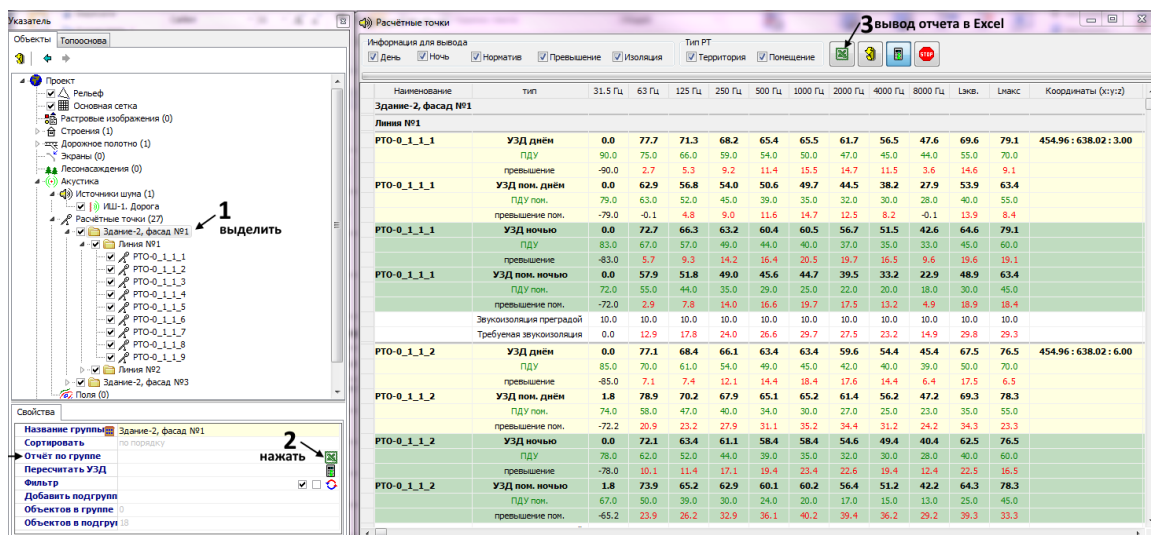 Указатель
Объекты Топооснова
Проект
Рельеф
Основная сетка
Растровые изображения (0)
Строения (1)
Дорожное полотно (1)
Экраны (0)
Лесонасаждения (0)
Акустика
Источники шума (1)
ИШ-1. Дорога
Расчётные точки (27)
Здание-2, фасад №1
Линия №1
РТО-0_1_1_1
РТО-0_1_1_2
РТО-0_1_1_3
РТО-0_1_1_4
РТО-0_1_1_5
РТО-0_1_1_6
РТО-0_1_1_7
РТО-0_1_1_8
РТО-0_1_1_9
Линия №2
Здание-2, фасад №3
Поля (0)
1
выделить
Свойства
Название группы Здание-2, фасад №1
Сортировать по порядку
Отчёт по группе
Пересчитать УЗД
Фильтр
Добавить подгрупп
Объектов в группе 0
Объектов в подгруп 18
2
нажать
Расчётные точки
3 вывод отчета в Excel
Информация для вывода Тип РТ
День Ночь Норматив Превышение Изоляция Территория Помещение STOP
Наименование тип 31.5 Гц 63 Гц 125 Гц 250 Гц 500 Гц 1000 Гц 2000 Гц 4000 Гц 8000 Гц Lэкв. Lмакс Координаты (x:y:z)
Здание-2, фасад №1
Линия №1
РТО-0_1_1_1 УЗД днём 0.0 77.7 71.3 68.2 65.4 65.5 61.7 56.5 47.6 69.6 79.1 454.96 : 638.02 : 3.00
ПДУ 90.0 75.0 66.0 59.0 54.0 50.0 47.0 45.0 44.0 55.0 70.0
превышение -90.0 2.7 5.3 9.2 11.4 15.5 14.7 11.5 3.6 14.6 9.1
РТО-0_1_1_1 УЗД пом. днём 0.0 62.9 56.8 54.0 50.6 49.7 44.5 38.2 27.9 53.9 63.4
ПДУ пом. 79.0 63.0 52.0 45.0 39.0 35.0 32.0 30.0 28.0 40.0 55.0
превышение пом. -79.0 -0.1 4.8 9.0 11.6 14.7 12.5 8.2 -0.1 13.9 8.4
РТО-0_1_1_1 УЗД ночью 0.0 72.7 66.3 63.2 60.4 60.5 56.7 51.5 42.6 64.6 79.1
ПДУ 83.0 67.0 57.0 49.0 44.0 40.0 37.0 35.0 33.0 45.0 60.0
превышение -83.0 5.7 9.3 14.2 16.4 20.5 19.7 16.5 9.6 19.6 19.1
РТО-0_1_1_1 УЗД пом. ночью 0.0 57.9 51.8 49.0 45.6 44.7 39.5 33.2 22.9 48.9 63.4
ПДУ пом. 72.0 55.0 44.0 35.0 29.0 25.0 22.0 20.0 18.0 30.0 45.0
превышение пом. -72.0 2.9 7.8 14.0 16.6 19.7 17.5 13.2 4.9 18.9 18.4
Звукоизоляция преградой 10.0 10.0 10.0 10.0 10.0 10.0 10.0 10.0 10.0 10.0 10.0
Требуемая звукоизоляция 0.0 12.9 17.8 24.0 26.6 29.7 27.5 23.2 14.9 29.8 29.3
РТО-0_1_1_2 УЗД днём 0.0 77.1 68.4 66.1 63.4 63.4 59.6 54.4 45.4 67.5 76.5 454.96 : 638.02 : 6.00
ПДУ 85.0 70.0 61.0 54.0 49.0 45.0 42.0 40.0 39.0 50.0 70.0
превышение -85.0 7.1 7.4 12.1 14.4 18.4 17.6 14.4 6.4 17.5 6.5
РТО-0_1_1_2 УЗД пом. днём 1.8 78.9 70.2 67.9 65.1 65.2 61.4 56.2 47.2 69.3 78.3
ПДУ пом. 74.0 58.0 47.0 40.0 34.0 30.0 27.0 25.0 23.0 35.0 55.0
превышение пом. -72.2 20.9 23.2 27.9 31.1 35.2 34.4 31.2 24.2 34.3 23.3
РТО-0_1_1_2 УЗД ночью 0.0 72.1 63.4 61.1 58.4 58.4 54.6 49.4 40.4 62.5 76.5
ПДУ 78.0 62.0 52.0 44.0 39.0 35.0 32.0 30.0 28.0 40.0 60.0
превышение -78.0 10.1 11.4 17.1 19.4 23.4 22.6 19.4 12.4 22.5 16.5
РТО-0_1_1_2 УЗД пом. ночью 1.8 73.9 65.2 62.9 60.1 60.2 56.4 51.2 42.2 64.3 78.3
ПДУ пом. 67.0 50.0 39.0 30.0 24.0 20.0 17.0 15.0 13.0 25.0 45.0
превышение пом. -65.2 23.9 26.2 32.9 36.1 40.2 39.4 36.2 29.2 39.3 33.3